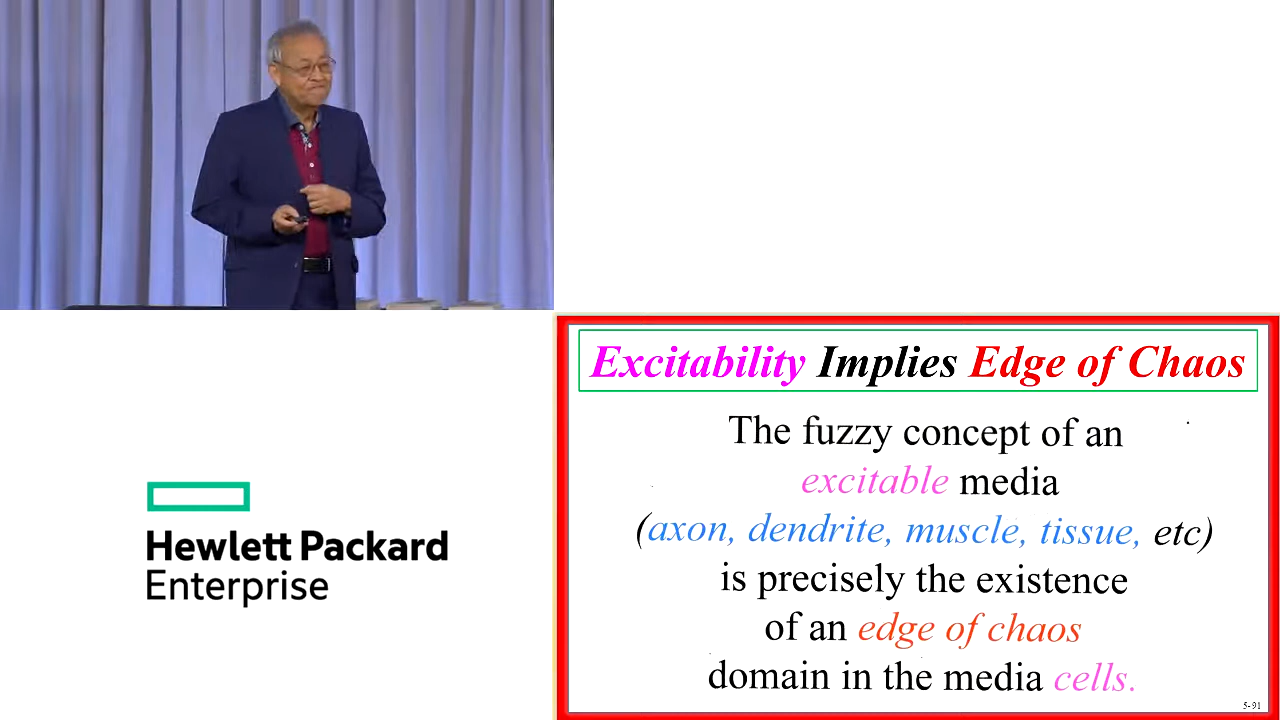 Hewlett Packard
Enterprise
Excitability Implies Edge of Chaos
The fuzzy concept of an
excitable media
(axon, dendrite, muscle, tissue, etc)
is precisely the existence
of an edge of chaos
domain in the media cells.
5-91